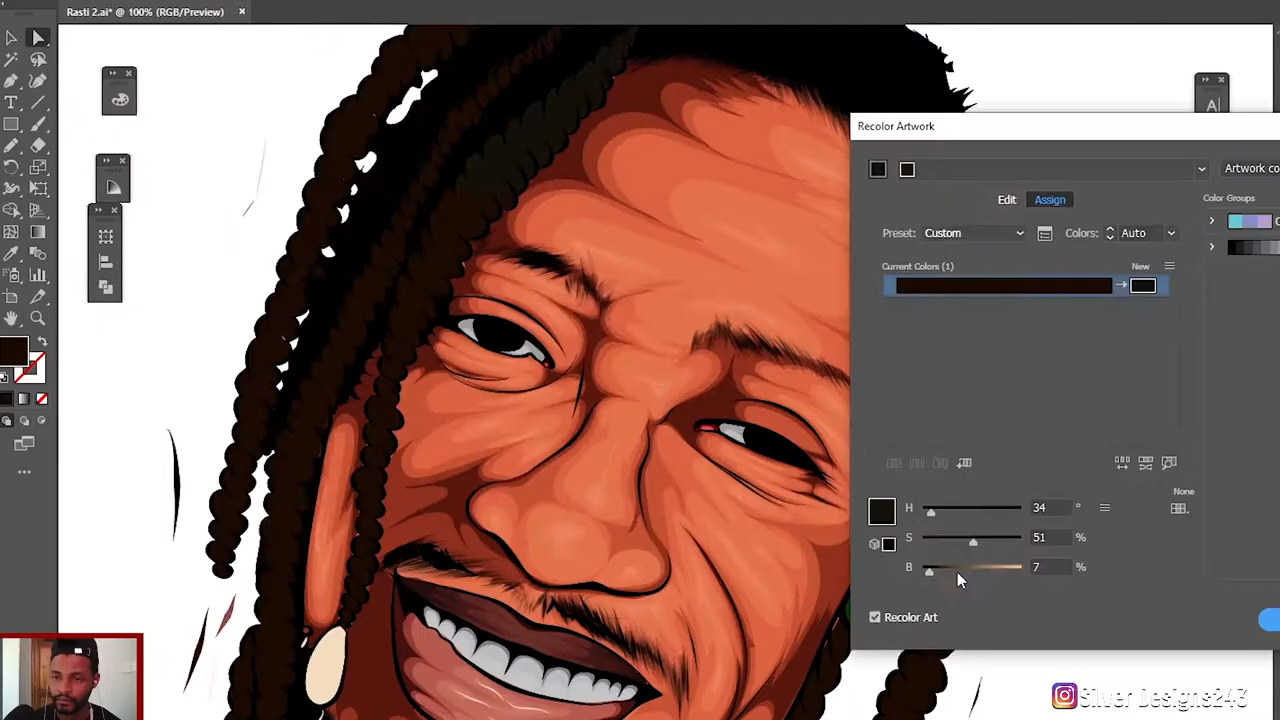 Rasti 2.ai* @ 100% (RGB/Preview)
Recolor Artwork
Artwork co
Edit Assign
Color Groups
Preset: Custom Colors: Auto
Current Colors (1) New
H 34 °
S 51 %
B 7 %
None
Recolor Art
Silver Designs243